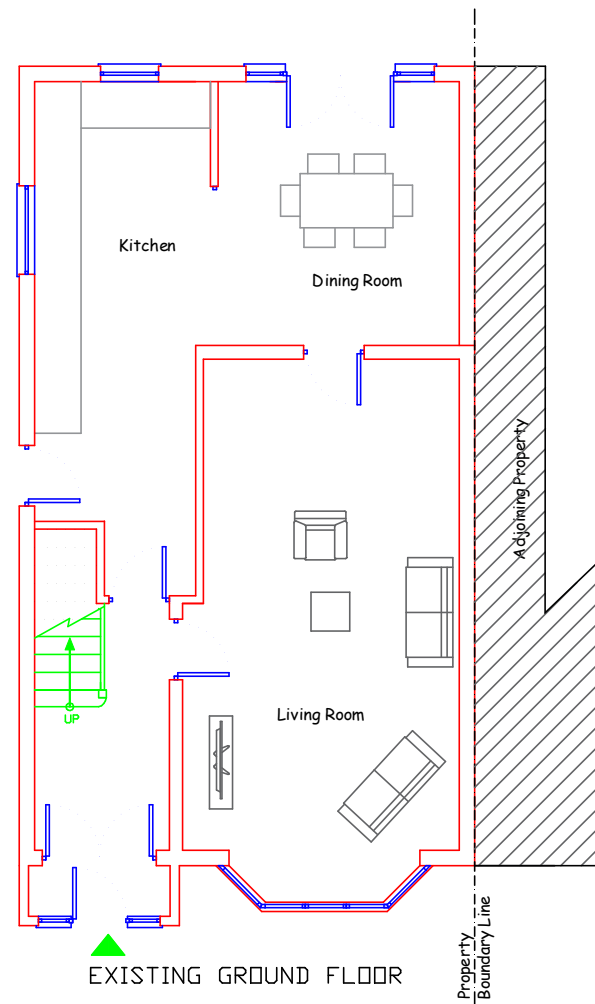 Kitchen
Dining Room
Adjoining Property
Living Room
UP
Property
Boundary Line
EXISTING GROUND FLOOR